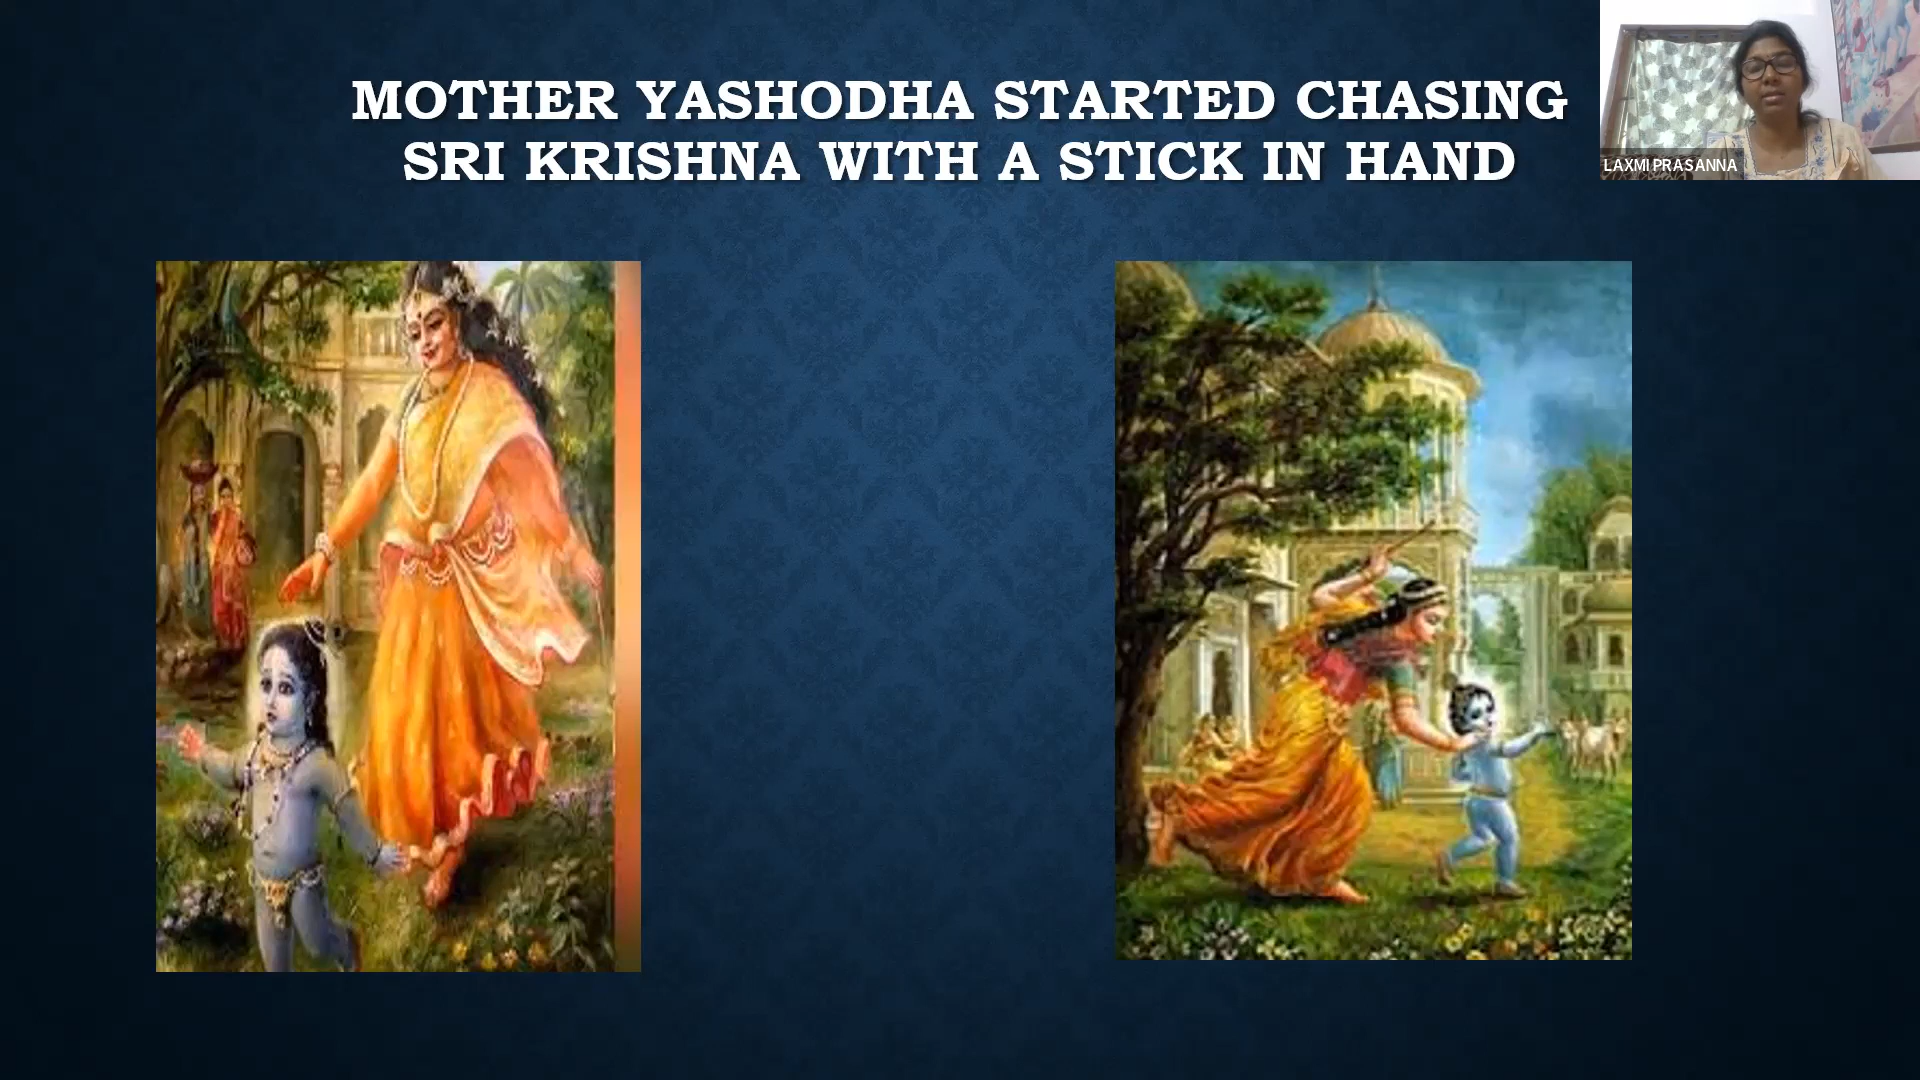 MOTHER YASHODHA STARTED CHASING
SRI KRISHNA WITH A STICK IN HAND
LAXMI PRASANNA